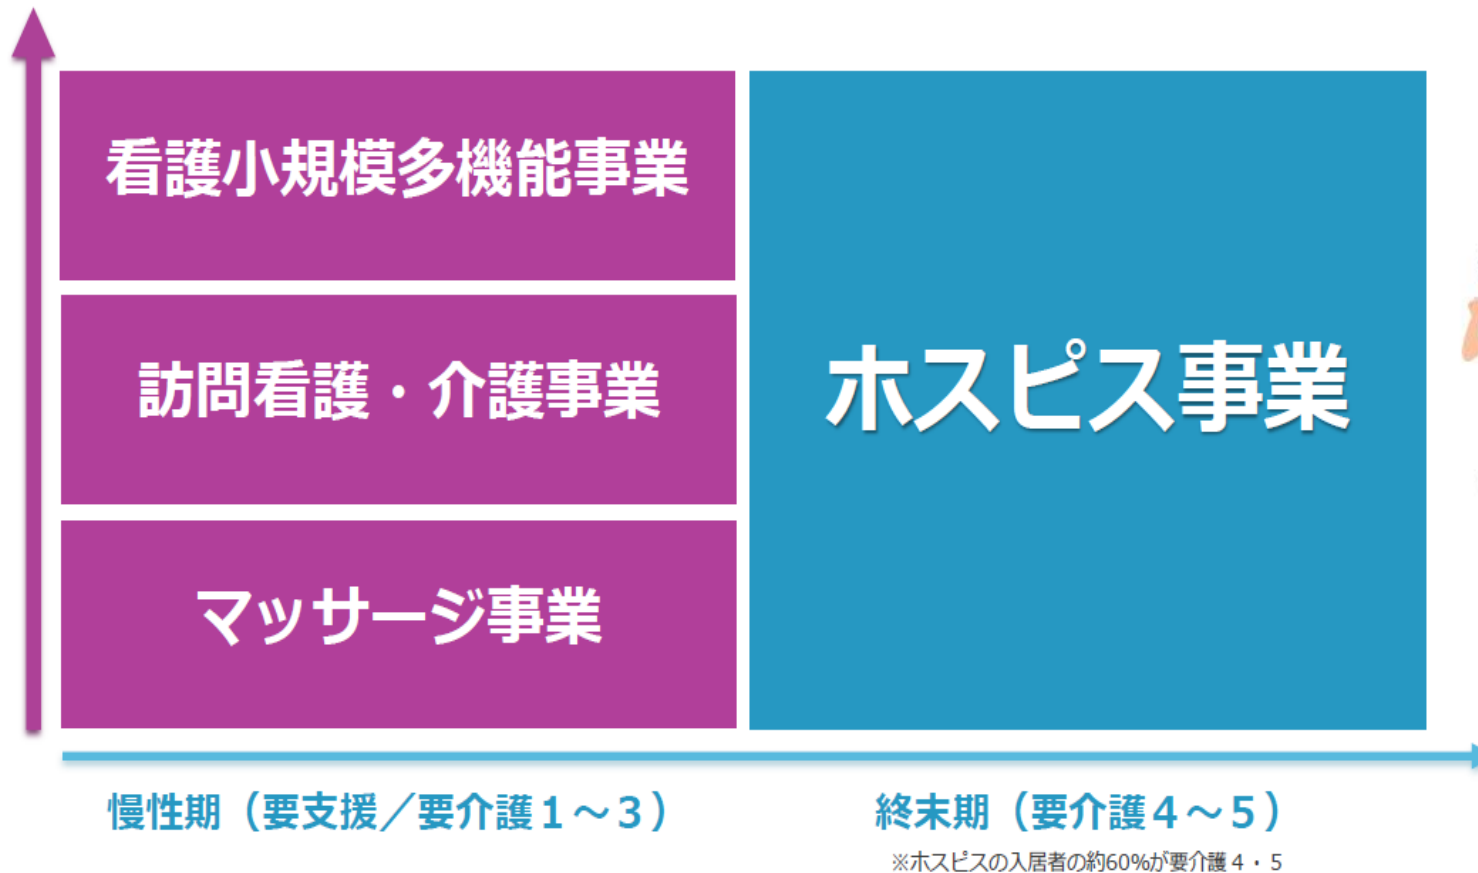 看護小規模多機能事業
訪問看護・介護事業
マッサージ事業
ホスピス事業
慢性期（要支援／要介護１～３）
終末期（要介護４～５）
※ホスピスの入居者の約60%が要介護４・５